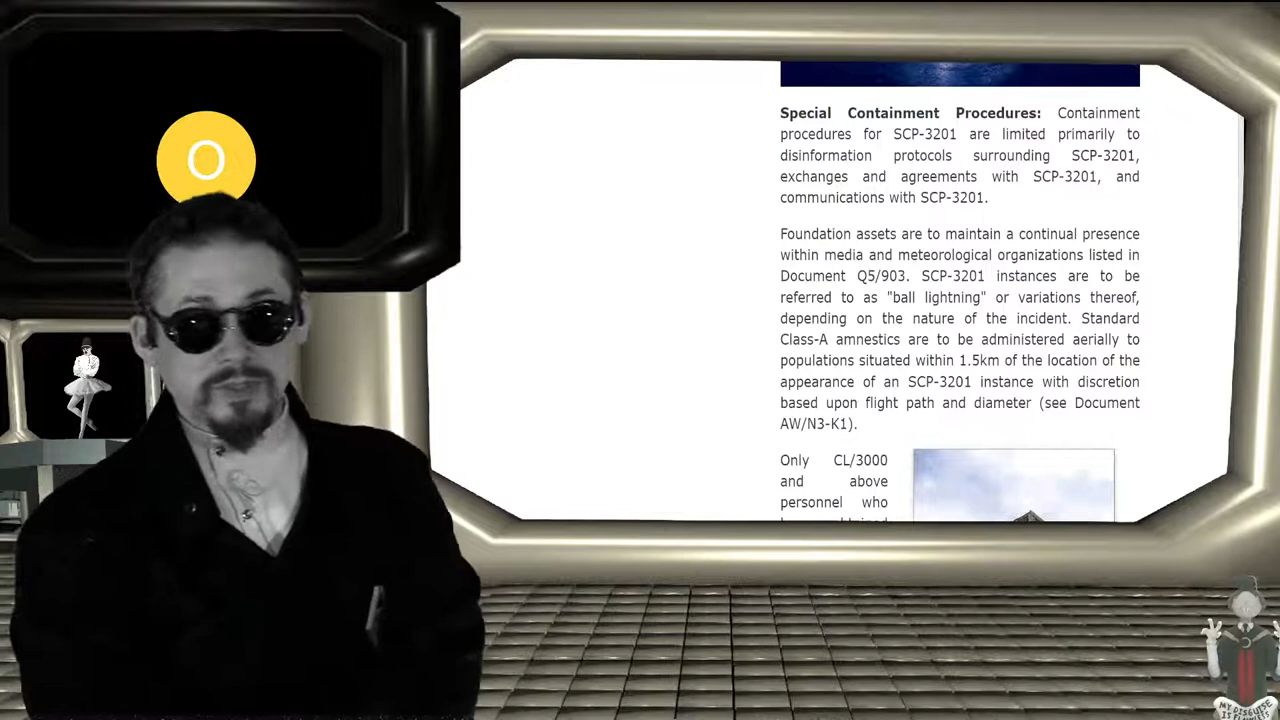 O
Special Containment Procedures: Containment
procedures for SCP-3201 are limited primarily to
disinformation protocols surrounding SCP-3201,
exchanges and agreements with SCP-3201, and
communications with SCP-3201.
Foundation assets are to maintain a continual presence
within media and meteorological organizations listed in
Document Q5/903. SCP-3201 instances are to be
referred to as "ball lightning" or variations thereof,
depending on the nature of the incident. Standard
Class-A amnestics are to be administered aerially to
populations situated within 1.5km of the location of the
appearance of an SCP-3201 instance with discretion
based upon flight path and diameter (see Document
AW/N3-K1).
Only CL/3000
and above
personnel who
MY DISGUISE
IS